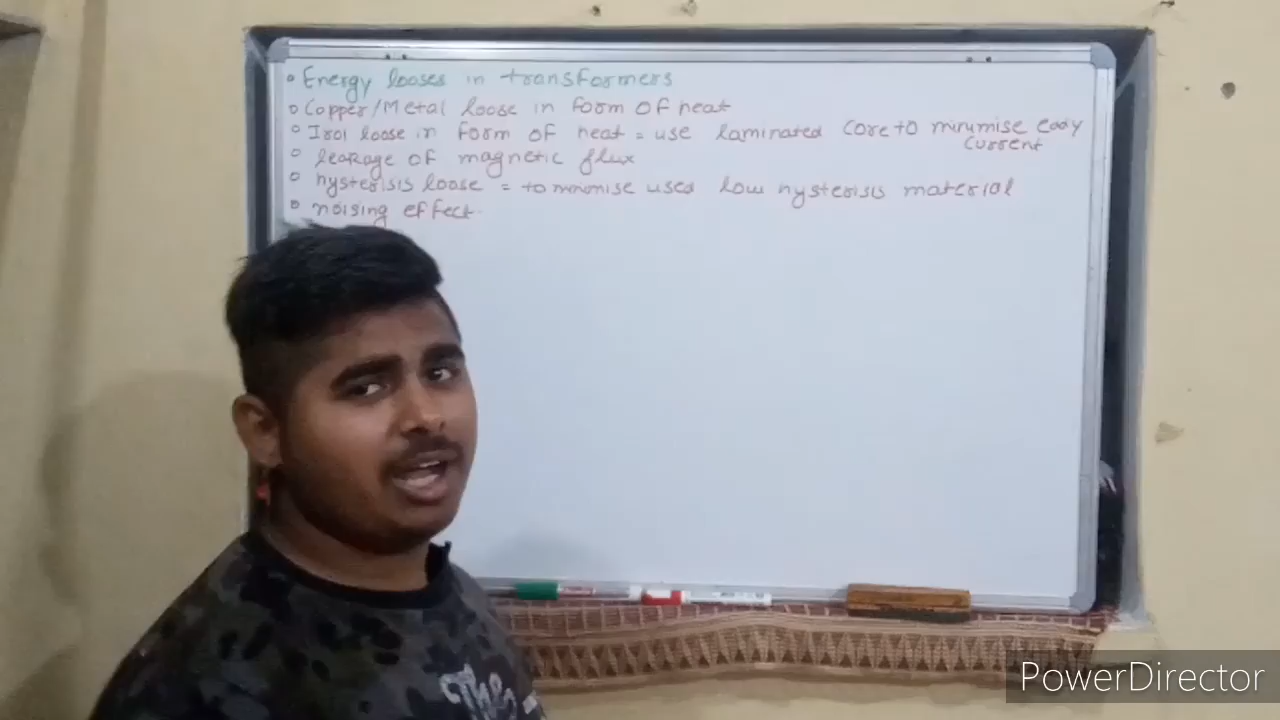 • Energy looses in transformers
• Copper/Metal loose in form of heat
• Irol loose in form of heat = use laminated core to minimise eddy
current
• leakage of magnetic flux
• hysterisis loose = to minimise used low hysterisis material
• noising effect.
PowerDirector